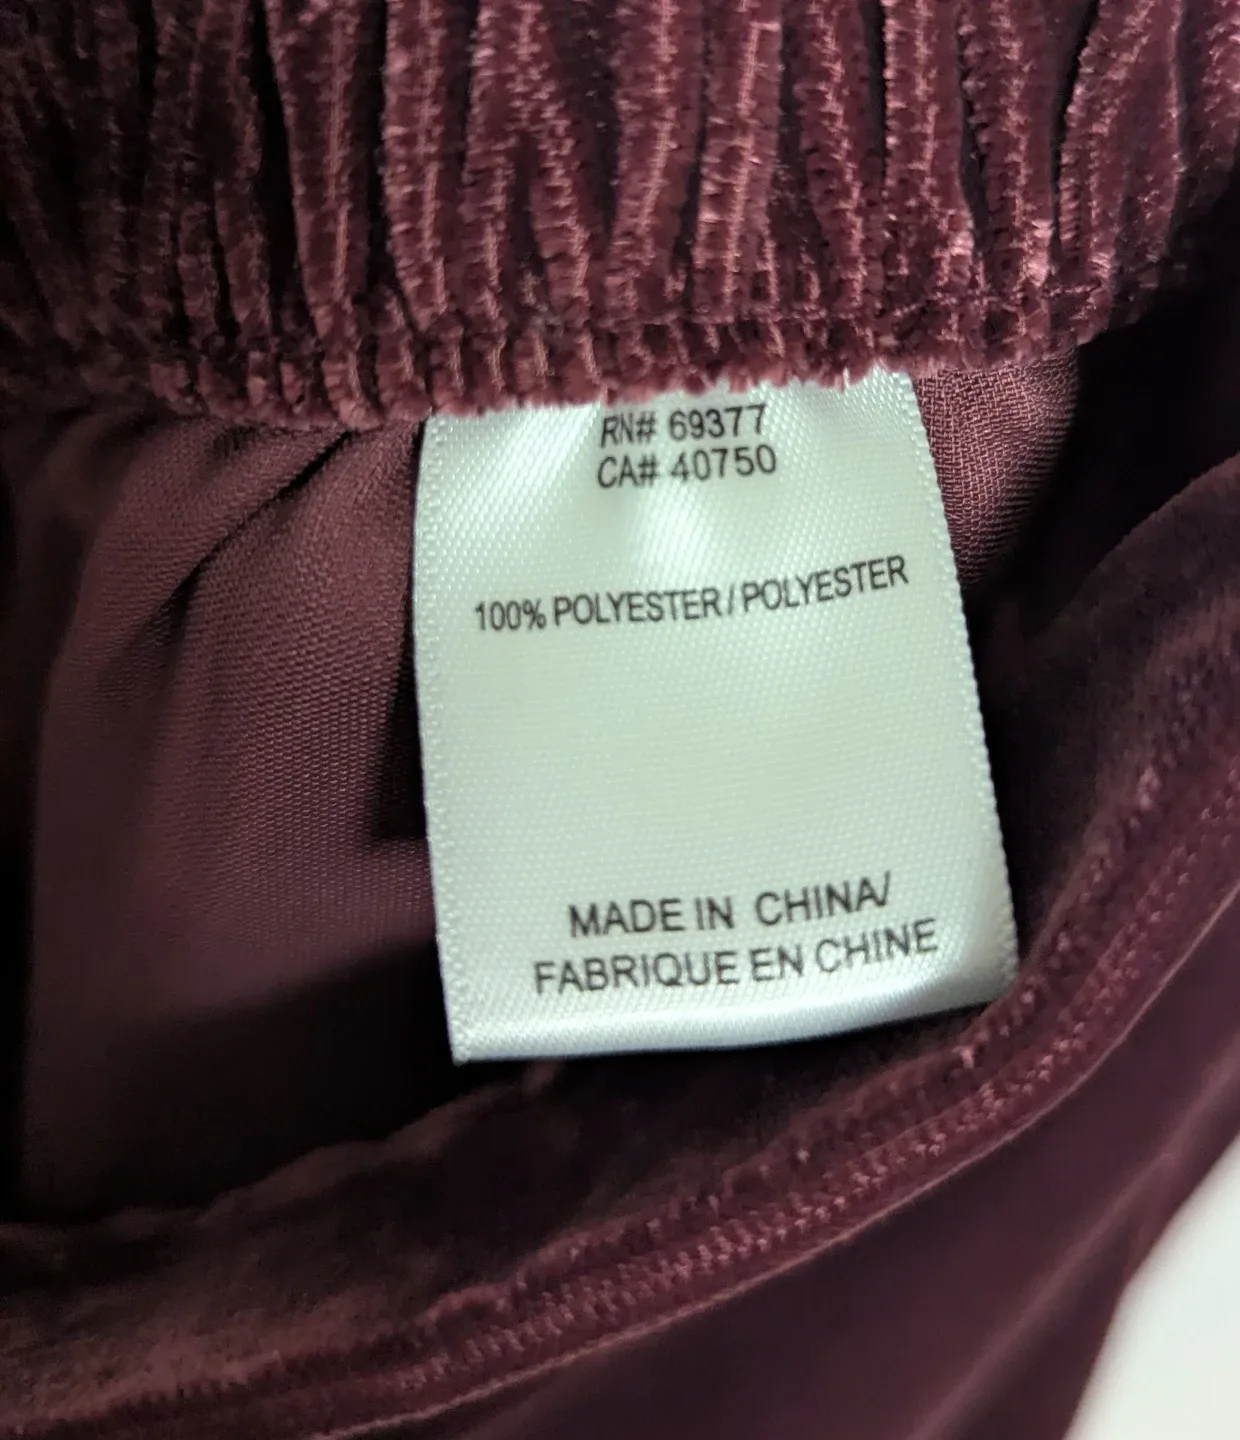 RN# 69377
CA# 40750
100% POLYESTER / POLYESTER
MADE IN CHINA/
FABRIQUE EN CHINE